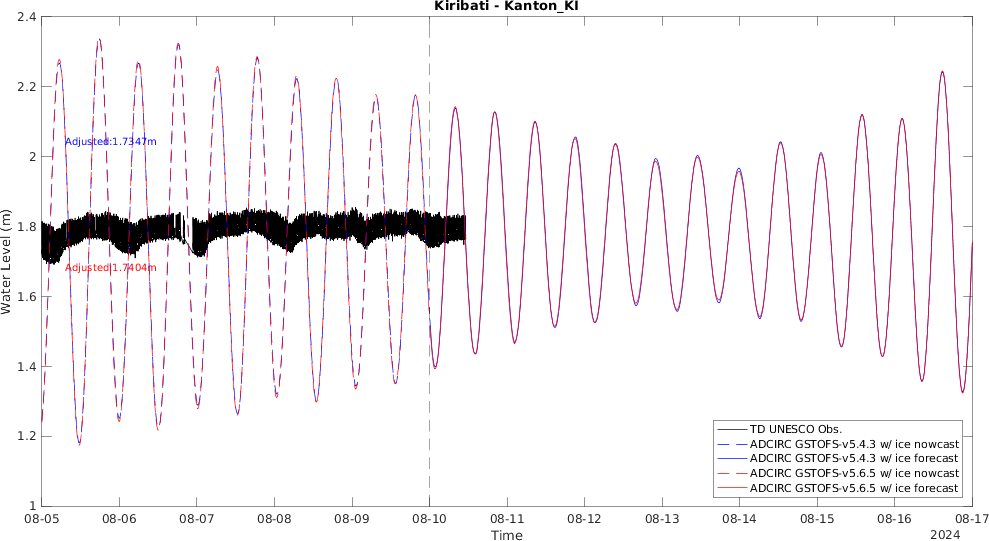 Kiribati - Kanton_KI
2.4
2.2
2
1.8
1.6
1.4
1.2
1
Water Level (m)
Adjusted:1.7347m
Adjusted:1.7404m
TD UNESCO Obs.
ADCIRC GSTOFS-v5.4.3 w/ ice nowcast
ADCIRC GSTOFS-v5.4.3 w/ ice forecast
ADCIRC GSTOFS-v5.6.5 w/ ice nowcast
ADCIRC GSTOFS-v5.6.5 w/ ice forecast
08-05 08-06 08-07 08-08 08-09 08-10 08-11 08-12 08-13 08-14 08-15 08-16 08-17
Time
2024